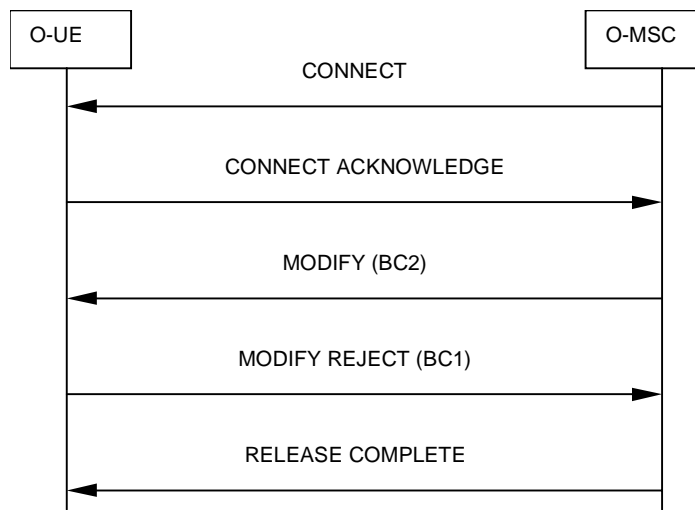 O-UE
O-MSC
CONNECT
CONNECT ACKNOWLEDGE
MODIFY (BC2)
MODIFY REJECT (BC1)
RELEASE COMPLETE